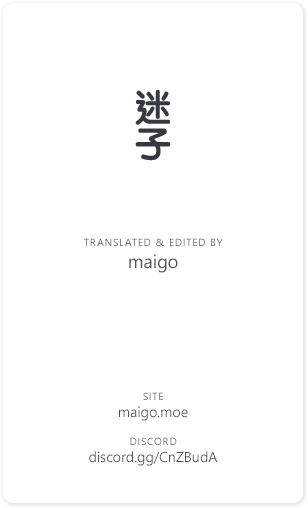 迷子
TRANSLATED & EDITED BY
maigo
SITE
maigo.moe
DISCORD
discord.gg/CnZBudA